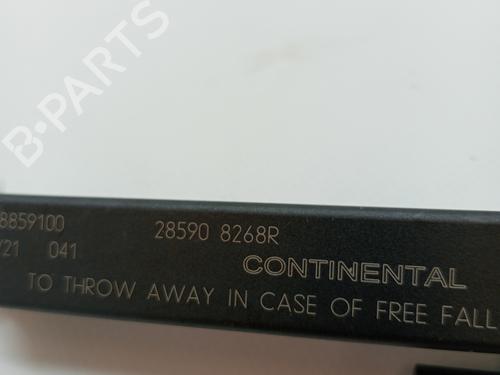 B-PARTS
8859100 28590 8268R
/21 041 CONTINENTAL
TO THROW AWAY IN CASE OF FREE FALL